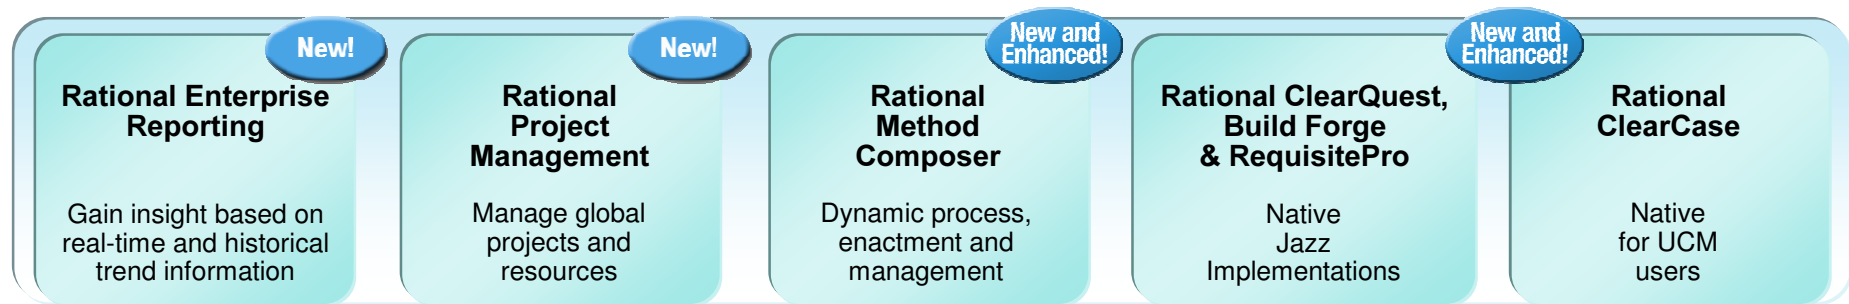 New!
Rational Enterprise
Reporting
Gain insight based on
real-time and historical
trend information
New!
Rational
Project
Management
Manage global
projects and
resources
New and
Enhanced!
Rational
Method
Composer
Dynamic process,
enactment and
management
New and
Enhanced!
Rational ClearQuest,
Build Forge
& RequisitePro
Native
Jazz
Implementations
Rational
ClearCase
Native
for UCM
users